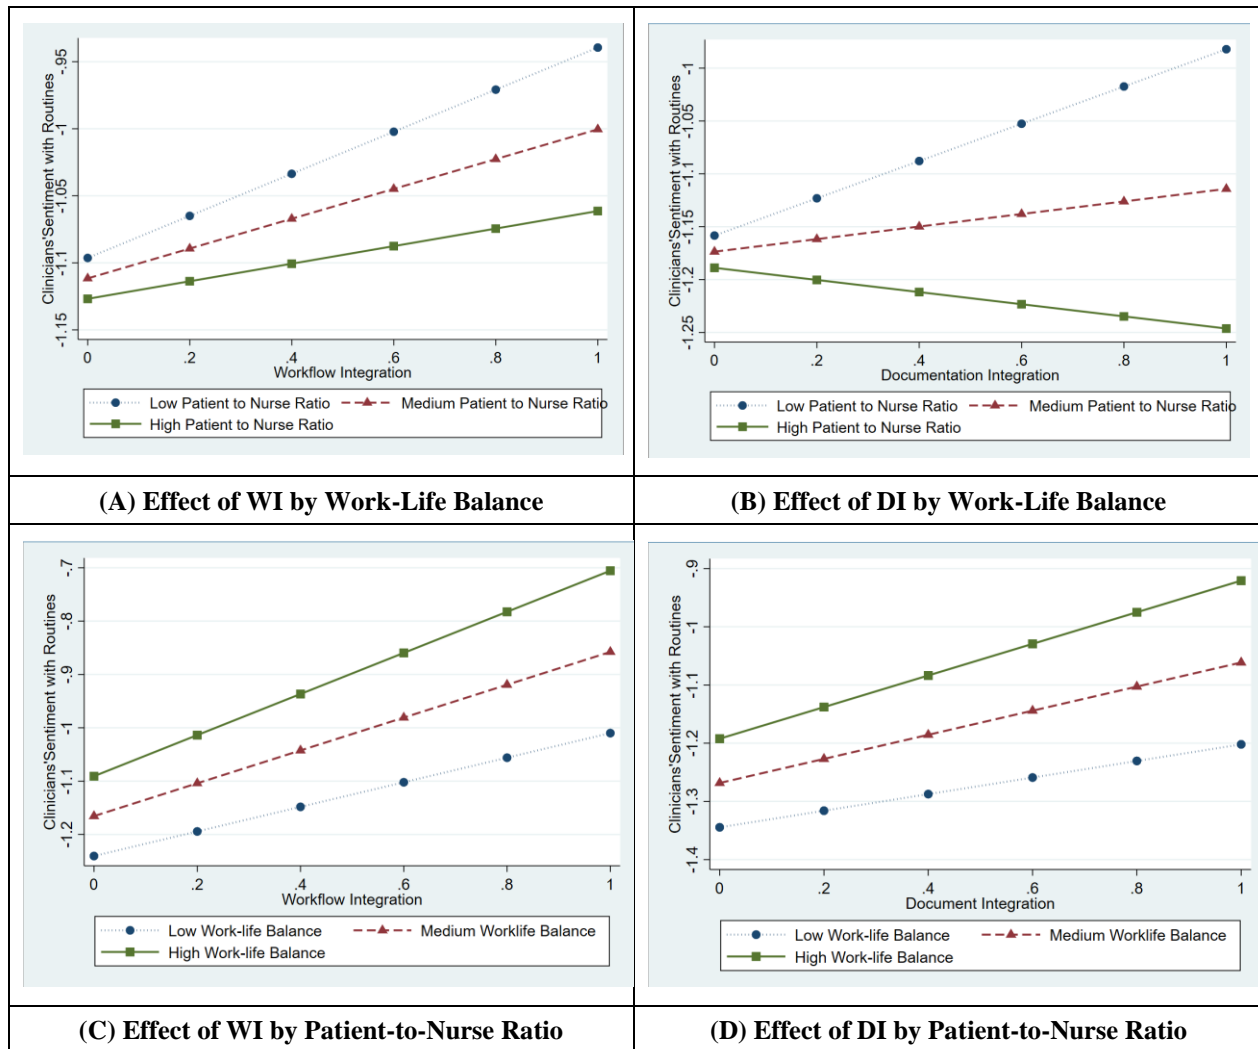 Clinicians'Sentiment with Routines
-.95
-1
-1.05
-1.1
-1.15
0 .2 .4 .6 .8 1
Workflow Integration
Low Patient to Nurse Ratio Medium Patient to Nurse Ratio
High Patient to Nurse Ratio
(A) Effect of WI by Work-Life Balance
Clinicians'Sentiment with Routines
-1
-1.05
-1.1
-1.15
-1.2
-1.25
0 .2 .4 .6 .8 1
Documentation Integration
Low Patient to Nurse Ratio Medium Patient to Nurse Ratio
High Patient to Nurse Ratio
(B) Effect of DI by Work-Life Balance
Clinicians'Sentiment with Routines
-.7
-.8
-.9
-1
-1.1
-1.2
0 .2 .4 .6 .8 1
Workflow Integration
Low Work-life Balance Medium Worklife Balance
High Work-life Balance
(C) Effect of WI by Patient-to-Nurse Ratio
Clinicians'Sentiment with Routines
-.9
-1
-1.1
-1.2
-1.3
-1.4
0 .2 .4 .6 .8 1
Document Integration
Low Work-life Balance Medium Worklife Balance
High Work-life Balance
(D) Effect of DI by Patient-to-Nurse Ratio